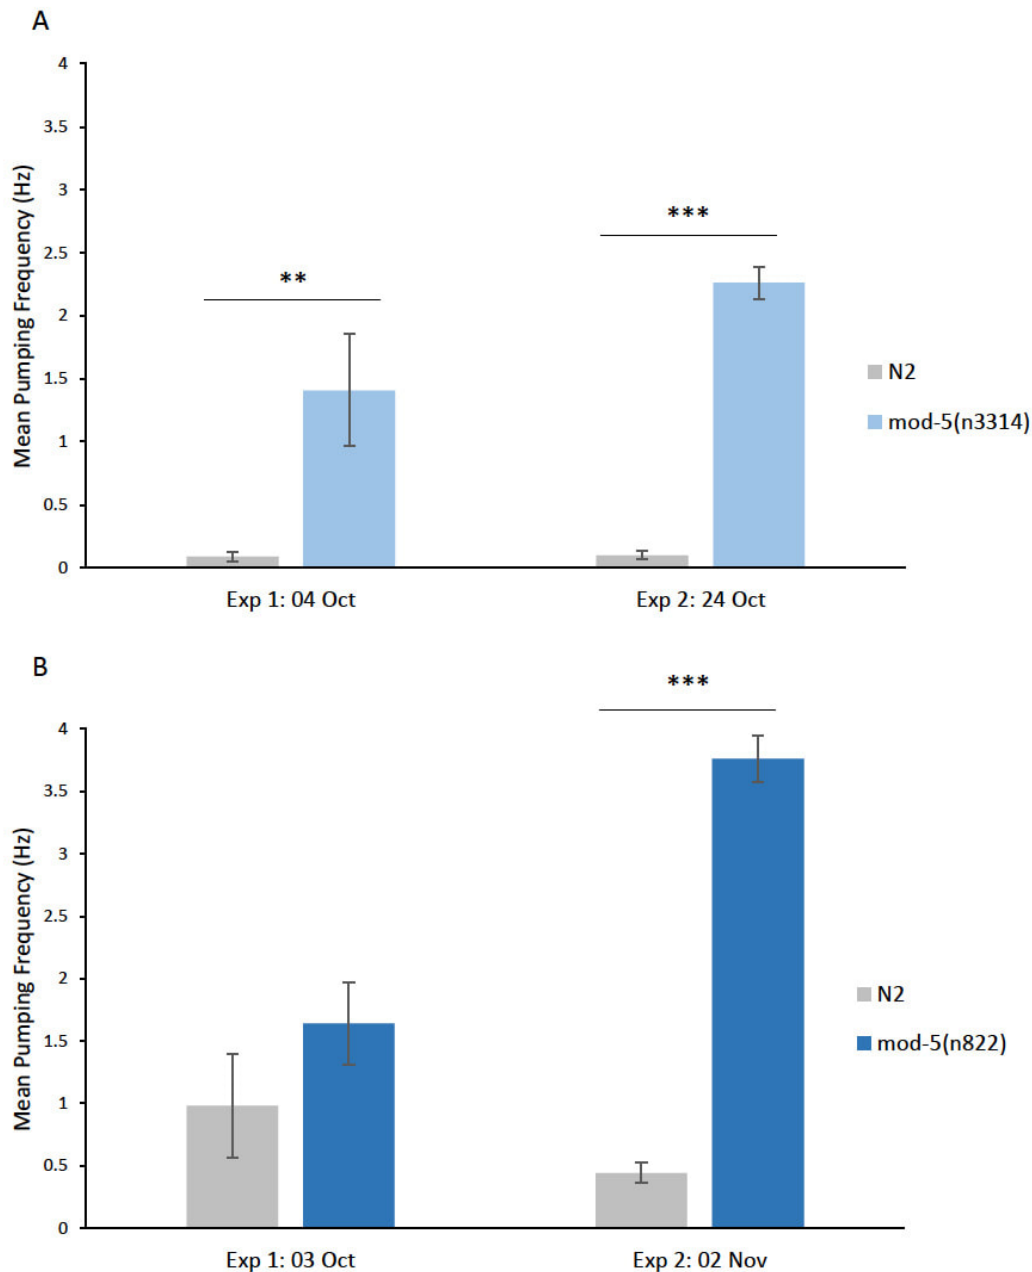 A
Mean Pumping Frequency (Hz)
4
3.5
3
2.5
2
1.5
1
0.5
0
**
***
Exp 1: 04 Oct
Exp 2: 24 Oct
N2
mod-5(n3314)
B
Mean Pumping Frequency (Hz)
4
3.5
3
2.5
2
1.5
1
0.5
0
***
Exp 1: 03 Oct
Exp 2: 02 Nov
N2
mod-5(n822)